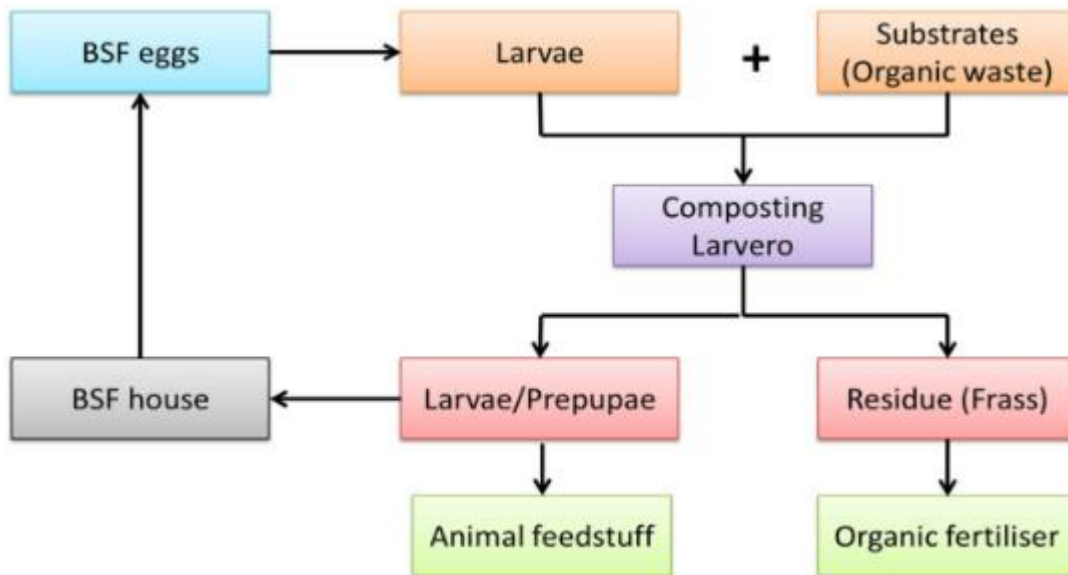 BSF eggs
Larvae
+
Substrates
(Organic waste)
Composting
Larvero
BSF house
Larvae/Prepupae
Residue (Frass)
Animal feedstuff
Organic fertiliser